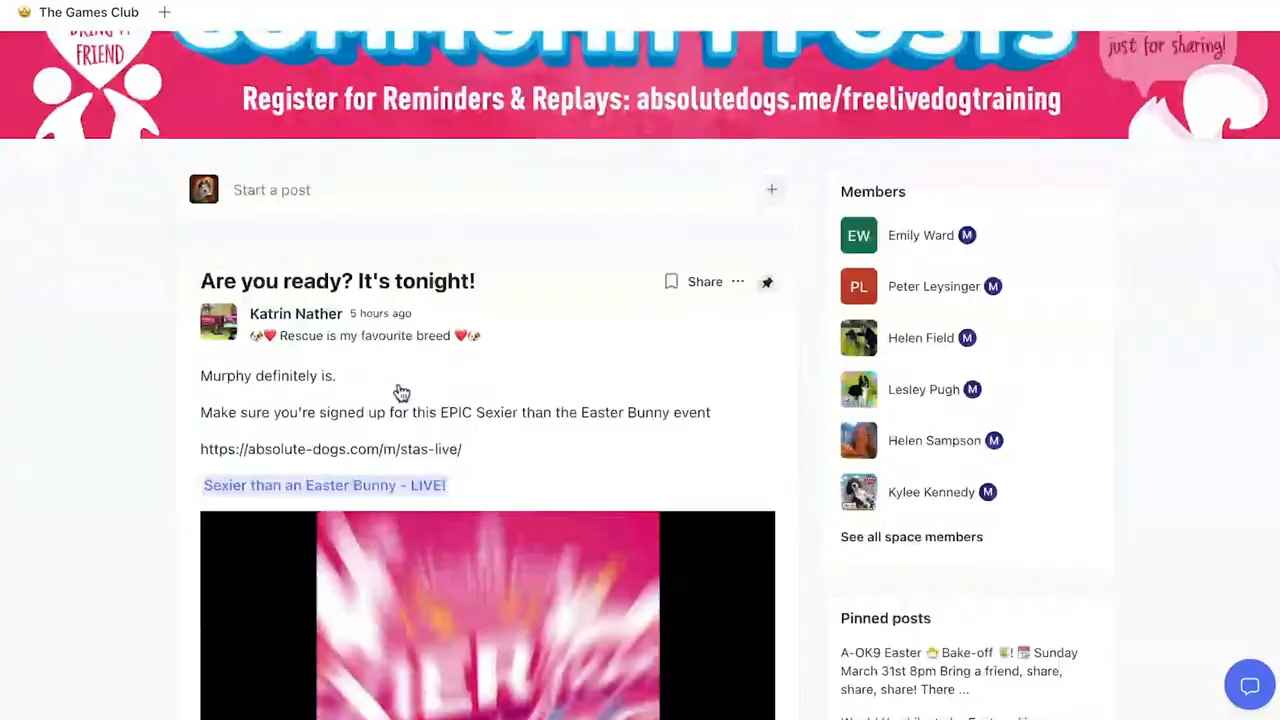 The Games Club
BRING A
FRIEND
COMMUNITY POSTS
just for sharing!
Register for Reminders & Replays: absolutedogs.me/freelivedogtraining
Start a post
Are you ready? It's tonight!
Share
Katrin Nather 5 hours ago
🐶❤️ Rescue is my favourite breed ❤️🐶
Murphy definitely is.
Make sure you're signed up for this EPIC Sexier than the Easter Bunny event
https://absolute-dogs.com/m/stas-live/
Sexier than an Easter Bunny - LIVE!
Members
EW Emily Ward M
PL Peter Leysinger M
Helen Field M
Lesley Pugh M
Helen Sampson M
Kylee Kennedy M
See all space members
Pinned posts
A-OK9 Easter 🐣 Bake-off 💐! 📆 Sunday
March 31st 8pm Bring a friend, share,
share, share! There ...